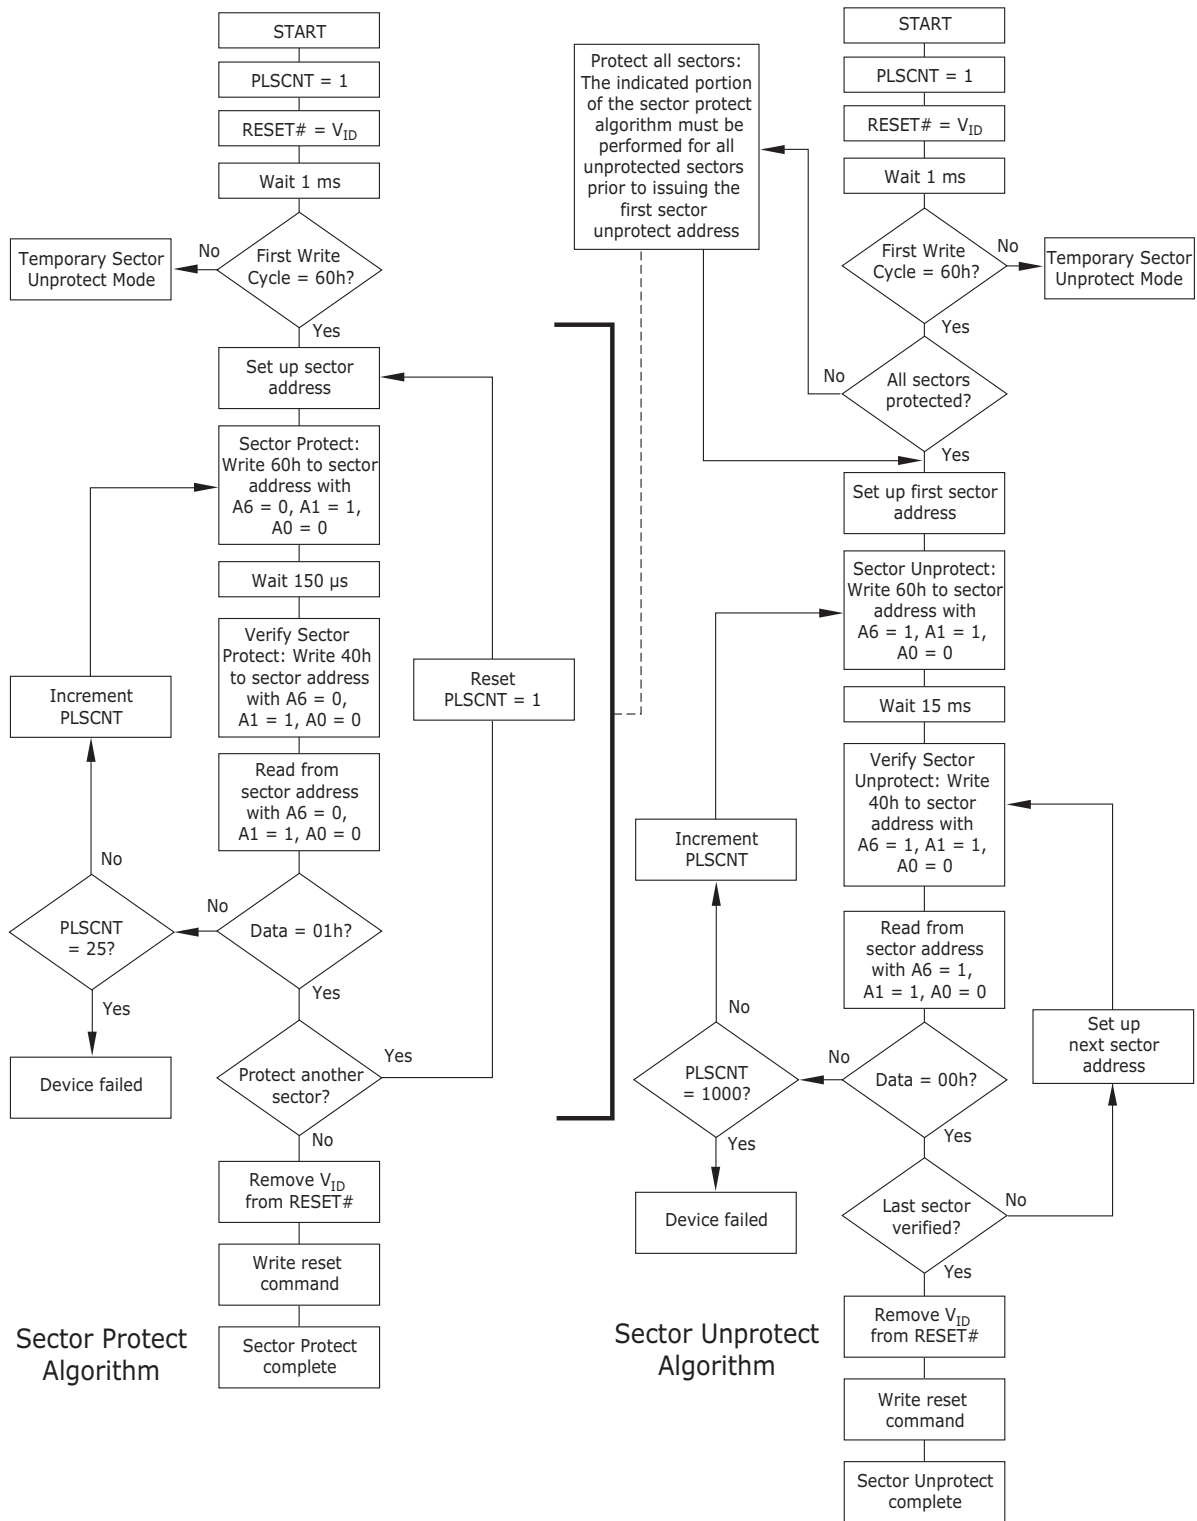 START
PLSCNT = 1
RESET# = VID
Wait 1 ms
First Write
Cycle = 60h?
No
Temporary Sector
Unprotect Mode
Yes
Set up sector
address
Sector Protect:
Write 60h to sector
address with
A6 = 0, A1 = 1,
A0 = 0
Wait 150 µs
Verify Sector
Protect: Write 40h
to sector address
with A6 = 0,
A1 = 1, A0 = 0
Increment
PLSCNT
Reset
PLSCNT = 1
Read from
sector address
with A6 = 0,
A1 = 1, A0 = 0
No
PLSCNT
= 25?
No
Data = 01h?
Yes
Yes
Device failed
Protect another
sector?
Yes
No
Remove VID
from RESET#
Write reset
command
Sector Protect
complete
Sector Protect
Algorithm
Protect all sectors:
The indicated portion
of the sector protect
algorithm must be
performed for all
unprotected sectors
prior to issuing the
first sector
unprotect address
START
PLSCNT = 1
RESET# = VID
Wait 1 ms
First Write
Cycle = 60h?
No
Temporary Sector
Unprotect Mode
Yes
No
All sectors
protected?
Yes
Set up first sector
address
Sector Unprotect:
Write 60h to sector
address with
A6 = 1, A1 = 1,
A0 = 0
Wait 15 ms
Verify Sector
Unprotect: Write
40h to sector
address with
A6 = 1, A1 = 1,
A0 = 0
Increment
PLSCNT
Read from
sector address
with A6 = 1,
A1 = 1, A0 = 0
No
PLSCNT
= 1000?
No
Data = 00h?
Set up
next sector
address
Yes
Yes
Device failed
Last sector
verified?
No
Yes
Remove VID
from RESET#
Write reset
command
Sector Unprotect
complete
Sector Unprotect
Algorithm